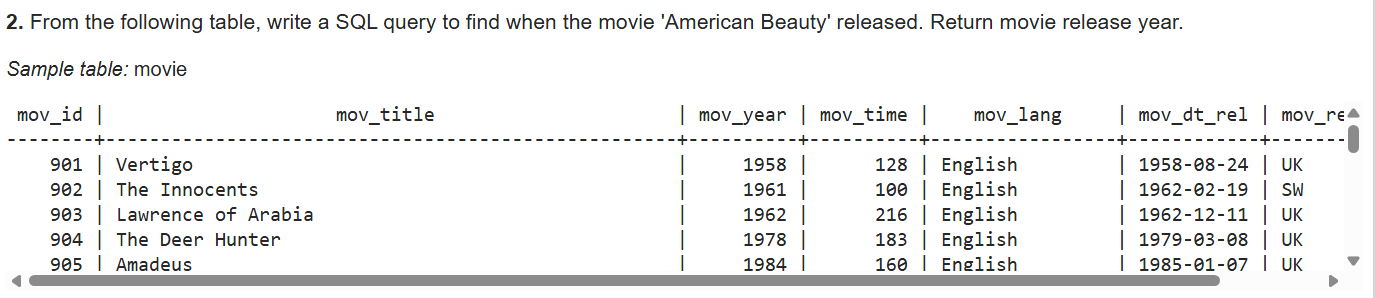 2. From the following table, write a SQL query to find when the movie 'American Beauty' released. Return movie release year.
Sample table: movie
mov_id | mov_title | mov_year | mov_time | mov_lang | mov_dt_rel | mov_re
--------+----------------------------------------------------+----------+----------+-----------------+------------+-------
901 | Vertigo | 1958 | 128 | English | 1958-08-24 | UK
902 | The Innocents | 1961 | 100 | English | 1962-02-19 | SW
903 | Lawrence of Arabia | 1962 | 216 | English | 1962-12-11 | UK
904 | The Deer Hunter | 1978 | 183 | English | 1979-03-08 | UK
905 | Amadeus | 1984 | 160 | English | 1985-01-07 | UK